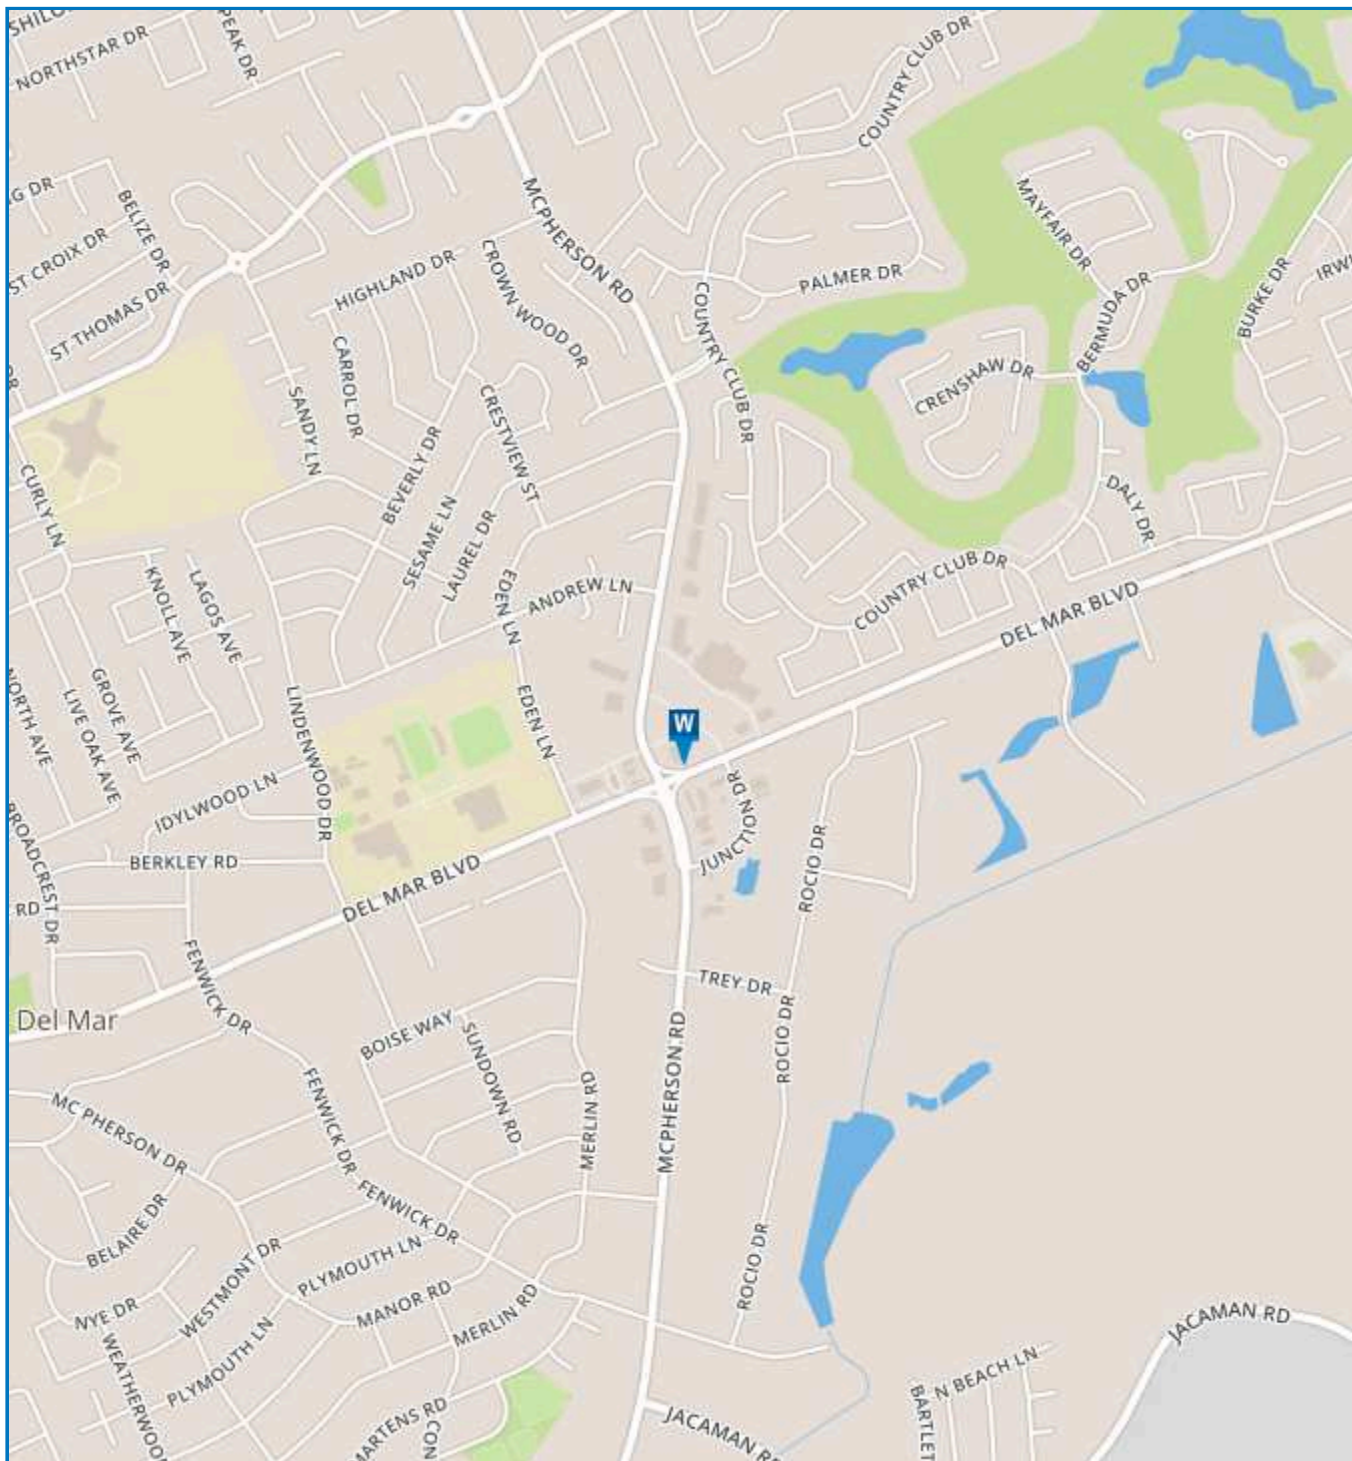 SHILO
NORTHSTAR DR
PEAK DR
COUNTRY CLUB DR
G DR
BELIZE DR
ST CROIX DR
ST THOMAS DR
DR
HIGHLAND DR
CROWN WOOD DR
MCPHERSON RD
COUNTRY CLUB DR
PALMER DR
MAYFAIR DR
BERMUDA DR
BURKE DR
IRWI
CARROL DR
SANDY LN
BEVERLY DR
CRESTVIEW ST
SESAME LN
LAUREL DR
CRENSHAW DR
DALY DR
CURLY LN
KNOLL AVE
LAGOS AVE
EDEN LN
ANDREW LN
COUNTRY CLUB DR
DEL MAR BLVD
NORTH AVE
LIVE OAK AVE
GROVE AVE
LINDENWOOD DR
EDEN LN
W
IDYLWOOD LN
BERKLEY RD
BROADCREST DR
RD
DEL MAR BLVD
JUNCTION DR
ROCIO DR
FENWICK DR
Del Mar
TREY DR
ROCIO DR
BOISE WAY
SUNDOWN RD
MERLIN RD
MCPHERSON RD
MC PHERSON DR
FENWICK DR
FENWICK DR
BELAIRE DR
WESTMONT DR
PLYMOUTH LN
MANOR RD
MERLIN RD
ROCIO DR
NYE DR
WEATHERWOO
PLYMOUTH LN
MARTENS RD
CON
JACAMAN R
N BEACH LN
BARTLET
JACAMAN RD